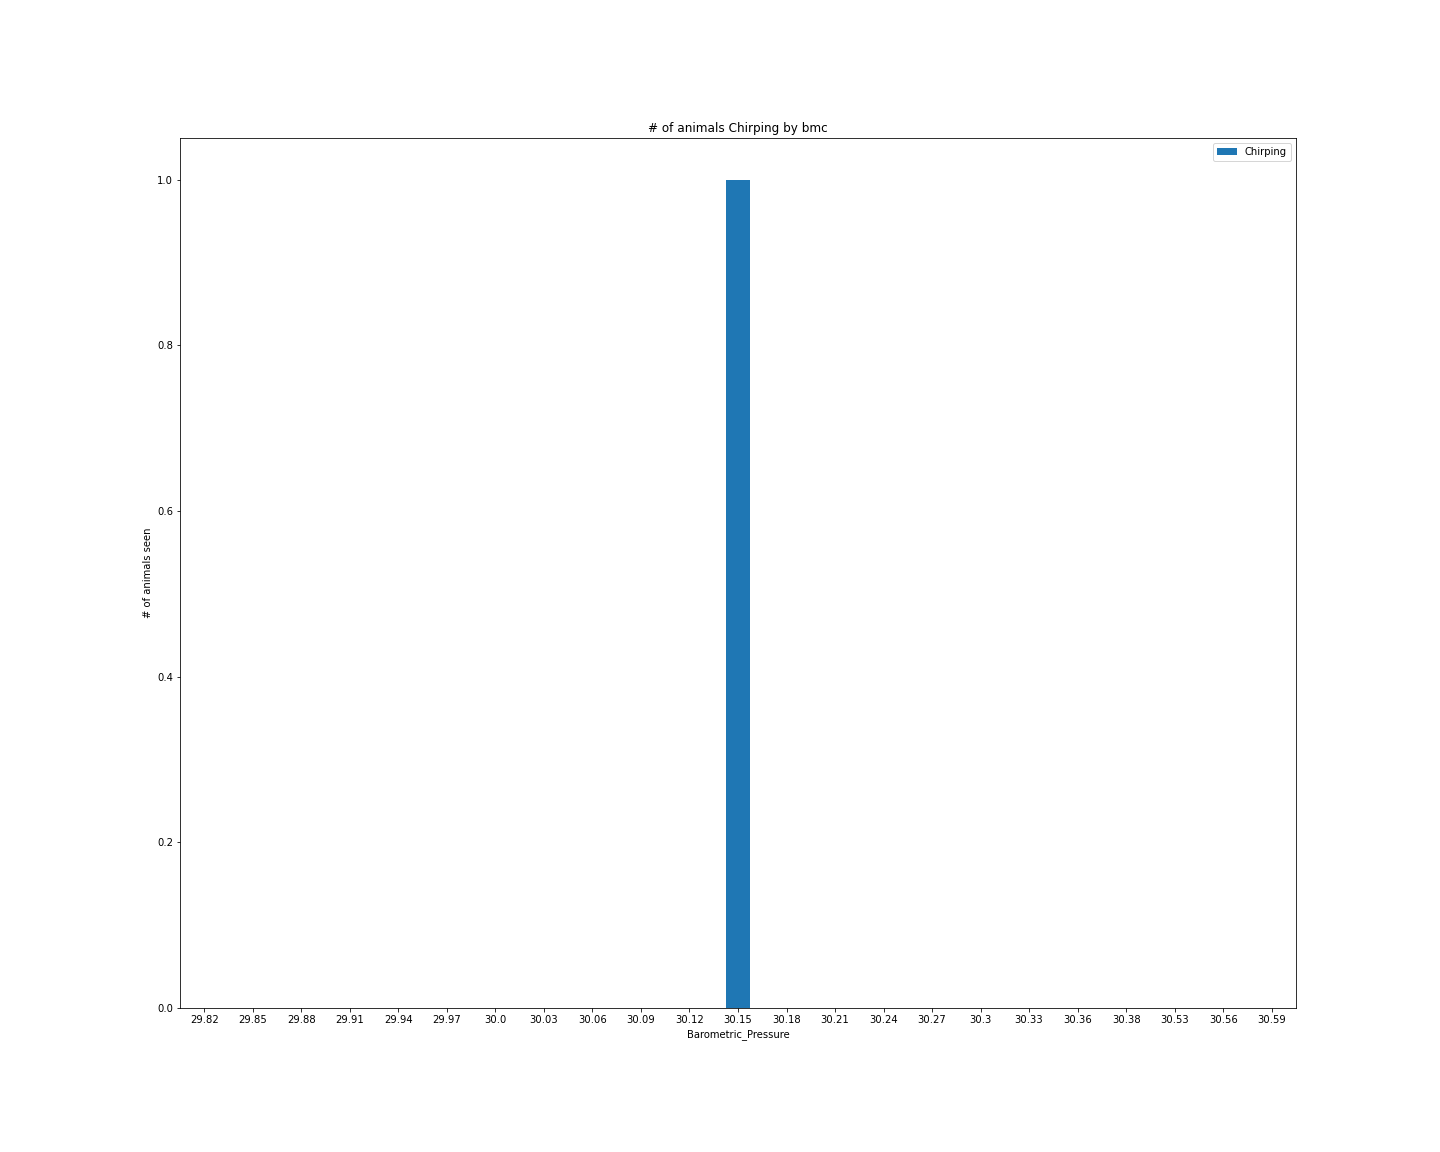 # of animals Chirping by bmc
Chirping
1.0
0.8
0.6
0.4
0.2
0.0
# of animals seen
29.82 29.85 29.88 29.91 29.94 29.97 30.0 30.03 30.06 30.09 30.12 30.15 30.18 30.21 30.24 30.27 30.3 30.33 30.36 30.38 30.53 30.56 30.59
Barometric_Pressure